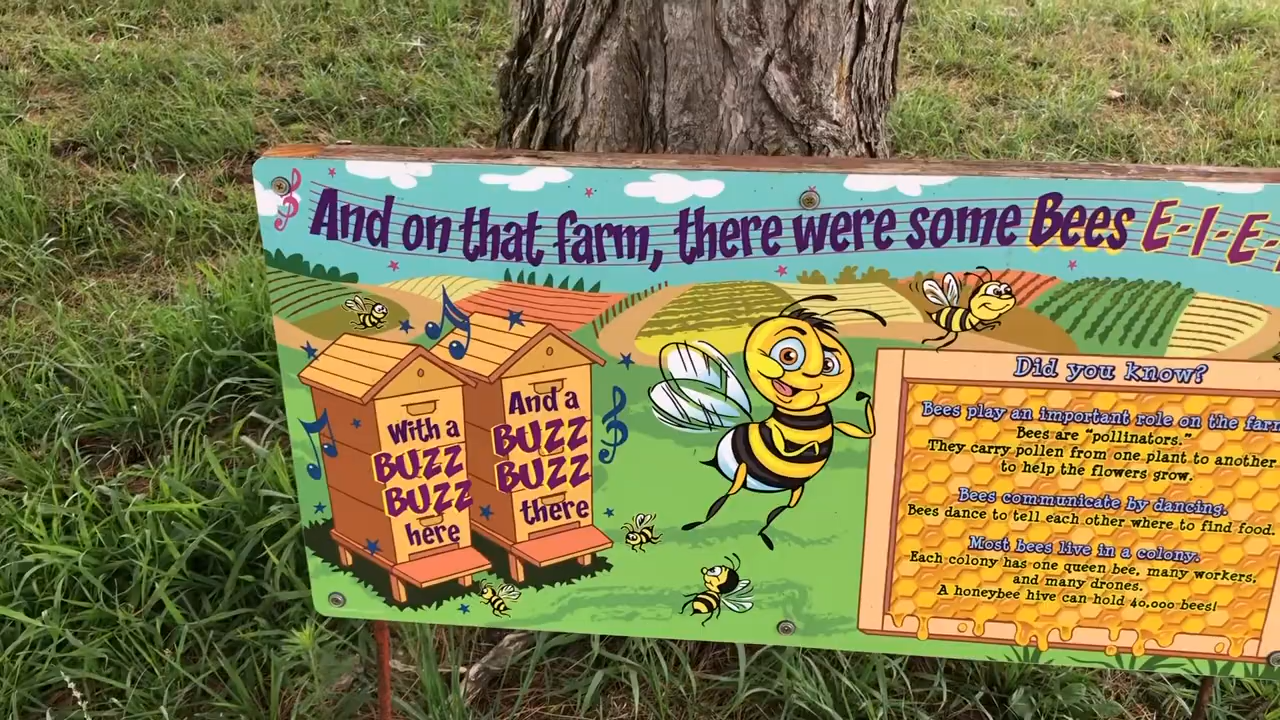 And on that farm, there were some Bees E-I-E-
With a
BUZZ
BUZZ
here
And a
BUZZ
BUZZ
there
Did you know?
Bees play an important role on the farm
Bees are "pollinators."
They carry pollen from one plant to another
to help the flowers grow.
Bees communicate by dancing.
Bees dance to tell each other where to find food.
Most bees live in a colony.
Each colony has one queen bee, many workers,
and many drones.
A honeybee hive can hold 40,000 bees!